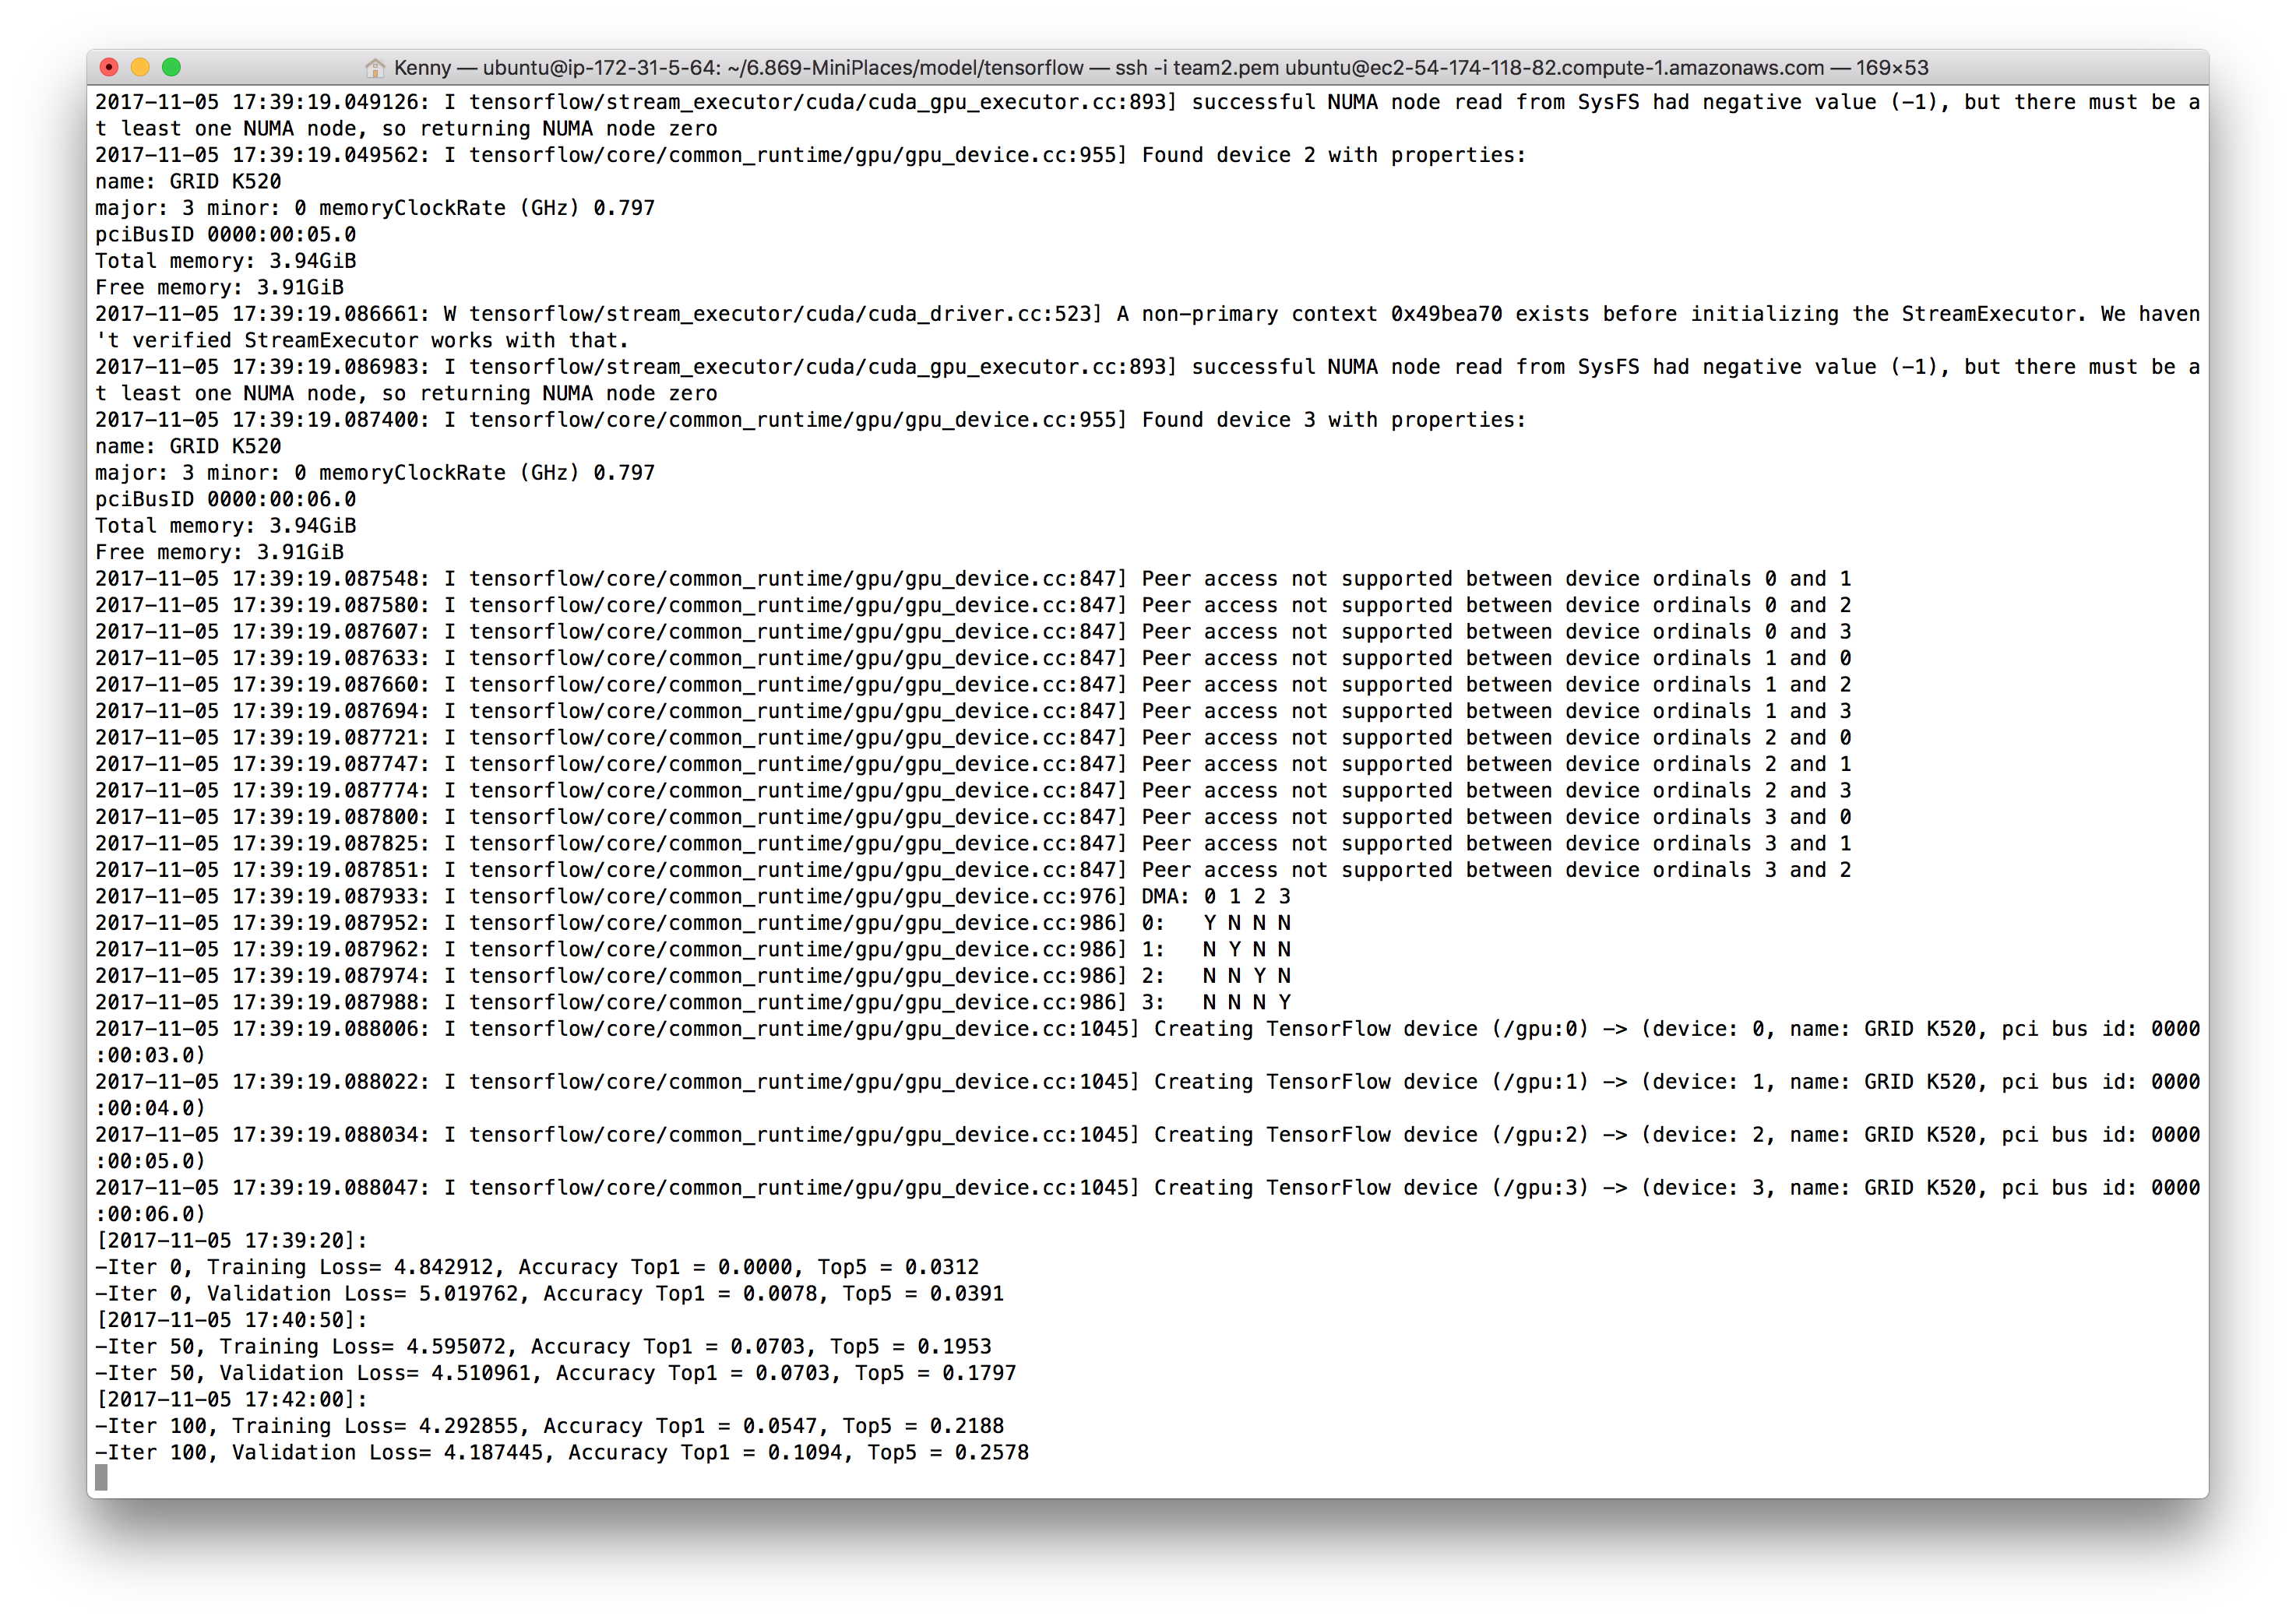 Kenny — ubuntu@ip-172-31-5-64: ~/6.869-MiniPlaces/model/tensorflow — ssh -i team2.pem ubuntu@ec2-54-174-118-82.compute-1.amazonaws.com — 169×53
2017-11-05 17:39:19.049126: I tensorflow/stream_executor/cuda/cuda_gpu_executor.cc:893] successful NUMA node read from SysFS had negative value (-1), but there must be a
t least one NUMA node, so returning NUMA node zero
2017-11-05 17:39:19.049562: I tensorflow/core/common_runtime/gpu/gpu_device.cc:955] Found device 2 with properties:
name: GRID K520
major: 3 minor: 0 memoryClockRate (GHz) 0.797
pciBusID 0000:00:05.0
Total memory: 3.94GiB
Free memory: 3.91GiB
2017-11-05 17:39:19.086661: W tensorflow/stream_executor/cuda/cuda_driver.cc:523] A non-primary context 0x49bea70 exists before initializing the StreamExecutor. We haven
't verified StreamExecutor works with that.
2017-11-05 17:39:19.086983: I tensorflow/stream_executor/cuda/cuda_gpu_executor.cc:893] successful NUMA node read from SysFS had negative value (-1), but there must be a
t least one NUMA node, so returning NUMA node zero
2017-11-05 17:39:19.087400: I tensorflow/core/common_runtime/gpu/gpu_device.cc:955] Found device 3 with properties:
name: GRID K520
major: 3 minor: 0 memoryClockRate (GHz) 0.797
pciBusID 0000:00:06.0
Total memory: 3.94GiB
Free memory: 3.91GiB
2017-11-05 17:39:19.087548: I tensorflow/core/common_runtime/gpu/gpu_device.cc:847] Peer access not supported between device ordinals 0 and 1
2017-11-05 17:39:19.087580: I tensorflow/core/common_runtime/gpu/gpu_device.cc:847] Peer access not supported between device ordinals 0 and 2
2017-11-05 17:39:19.087607: I tensorflow/core/common_runtime/gpu/gpu_device.cc:847] Peer access not supported between device ordinals 0 and 3
2017-11-05 17:39:19.087633: I tensorflow/core/common_runtime/gpu/gpu_device.cc:847] Peer access not supported between device ordinals 1 and 0
2017-11-05 17:39:19.087660: I tensorflow/core/common_runtime/gpu/gpu_device.cc:847] Peer access not supported between device ordinals 1 and 2
2017-11-05 17:39:19.087694: I tensorflow/core/common_runtime/gpu/gpu_device.cc:847] Peer access not supported between device ordinals 1 and 3
2017-11-05 17:39:19.087721: I tensorflow/core/common_runtime/gpu/gpu_device.cc:847] Peer access not supported between device ordinals 2 and 0
2017-11-05 17:39:19.087747: I tensorflow/core/common_runtime/gpu/gpu_device.cc:847] Peer access not supported between device ordinals 2 and 1
2017-11-05 17:39:19.087774: I tensorflow/core/common_runtime/gpu/gpu_device.cc:847] Peer access not supported between device ordinals 2 and 3
2017-11-05 17:39:19.087800: I tensorflow/core/common_runtime/gpu/gpu_device.cc:847] Peer access not supported between device ordinals 3 and 0
2017-11-05 17:39:19.087825: I tensorflow/core/common_runtime/gpu/gpu_device.cc:847] Peer access not supported between device ordinals 3 and 1
2017-11-05 17:39:19.087851: I tensorflow/core/common_runtime/gpu/gpu_device.cc:847] Peer access not supported between device ordinals 3 and 2
2017-11-05 17:39:19.087933: I tensorflow/core/common_runtime/gpu/gpu_device.cc:976] DMA: 0 1 2 3
2017-11-05 17:39:19.087952: I tensorflow/core/common_runtime/gpu/gpu_device.cc:986] 0:   Y N N N
2017-11-05 17:39:19.087962: I tensorflow/core/common_runtime/gpu/gpu_device.cc:986] 1:   N Y N N
2017-11-05 17:39:19.087974: I tensorflow/core/common_runtime/gpu/gpu_device.cc:986] 2:   N N Y N
2017-11-05 17:39:19.087988: I tensorflow/core/common_runtime/gpu/gpu_device.cc:986] 3:   N N N Y
2017-11-05 17:39:19.088006: I tensorflow/core/common_runtime/gpu/gpu_device.cc:1045] Creating TensorFlow device (/gpu:0) -> (device: 0, name: GRID K520, pci bus id: 0000
:00:03.0)
2017-11-05 17:39:19.088022: I tensorflow/core/common_runtime/gpu/gpu_device.cc:1045] Creating TensorFlow device (/gpu:1) -> (device: 1, name: GRID K520, pci bus id: 0000
:00:04.0)
2017-11-05 17:39:19.088034: I tensorflow/core/common_runtime/gpu/gpu_device.cc:1045] Creating TensorFlow device (/gpu:2) -> (device: 2, name: GRID K520, pci bus id: 0000
:00:05.0)
2017-11-05 17:39:19.088047: I tensorflow/core/common_runtime/gpu/gpu_device.cc:1045] Creating TensorFlow device (/gpu:3) -> (device: 3, name: GRID K520, pci bus id: 0000
:00:06.0)
[2017-11-05 17:39:20]:
-Iter 0, Training Loss= 4.842912, Accuracy Top1 = 0.0000, Top5 = 0.0312
-Iter 0, Validation Loss= 5.019762, Accuracy Top1 = 0.0078, Top5 = 0.0391
[2017-11-05 17:40:50]:
-Iter 50, Training Loss= 4.595072, Accuracy Top1 = 0.0703, Top5 = 0.1953
-Iter 50, Validation Loss= 4.510961, Accuracy Top1 = 0.0703, Top5 = 0.1797
[2017-11-05 17:42:00]:
-Iter 100, Training Loss= 4.292855, Accuracy Top1 = 0.0547, Top5 = 0.2188
-Iter 100, Validation Loss= 4.187445, Accuracy Top1 = 0.1094, Top5 = 0.2578